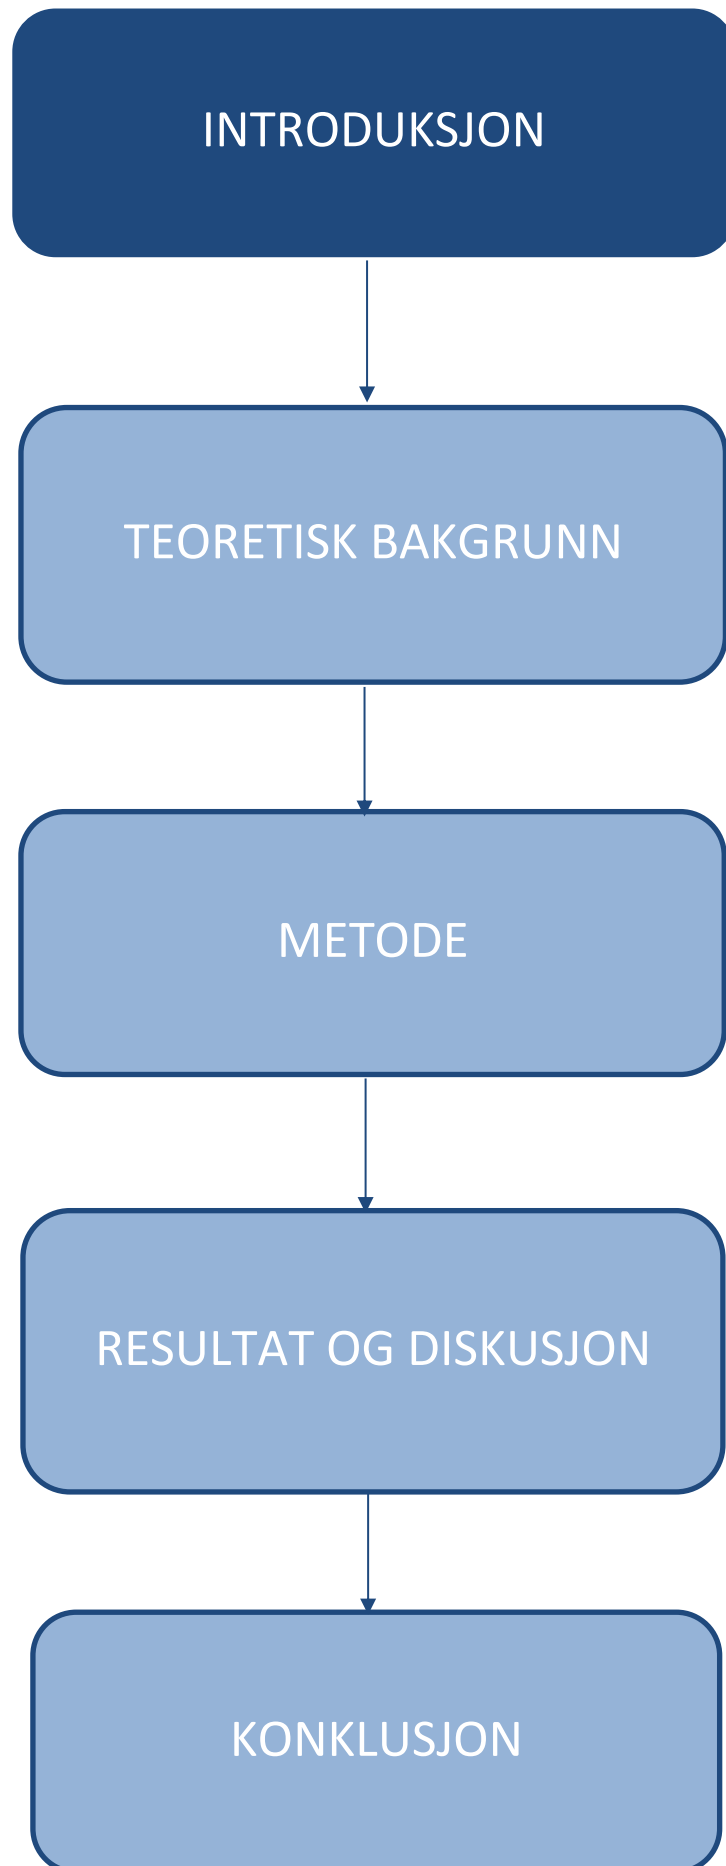 INTRODUKSJON
TEORETISK BAKGRUNN
METODE
RESULTAT OG DISKUSJON
KONKLUSJON